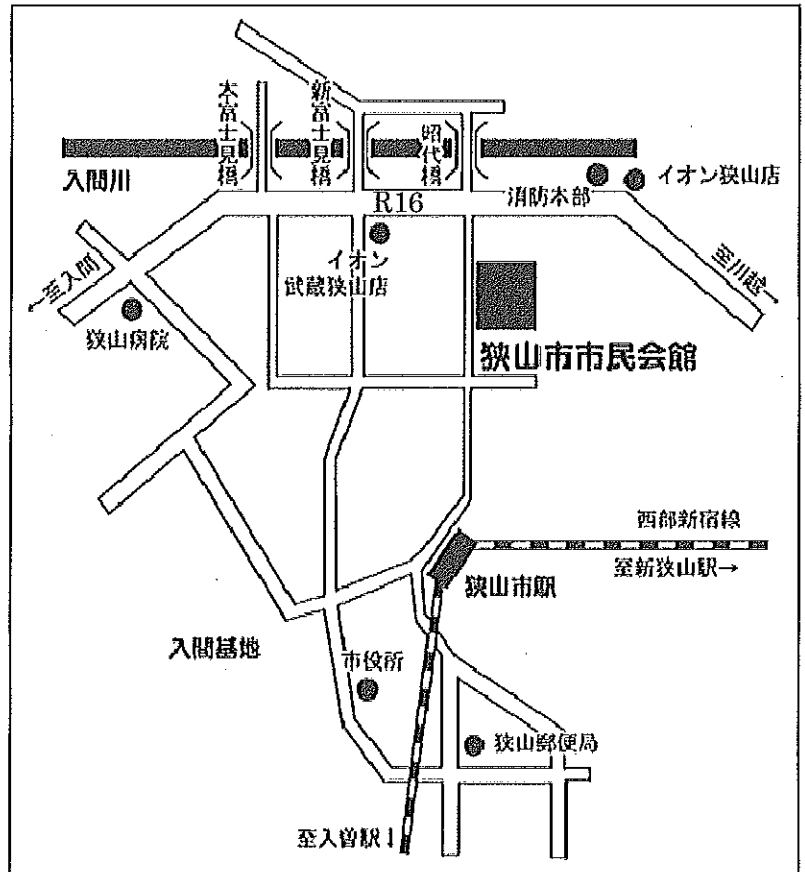 本富士見橋
新富士見橋
昭代橋
入間川
R16
消防本部
イオン狭山店
イオン
武蔵狭山店
←至入間
至川越→
狭山病院
狭山市市民会館
西部新宿線
至新狭山駅→
狭山市駅
入間基地
市役所
狭山郵便局
至入曽駅↓